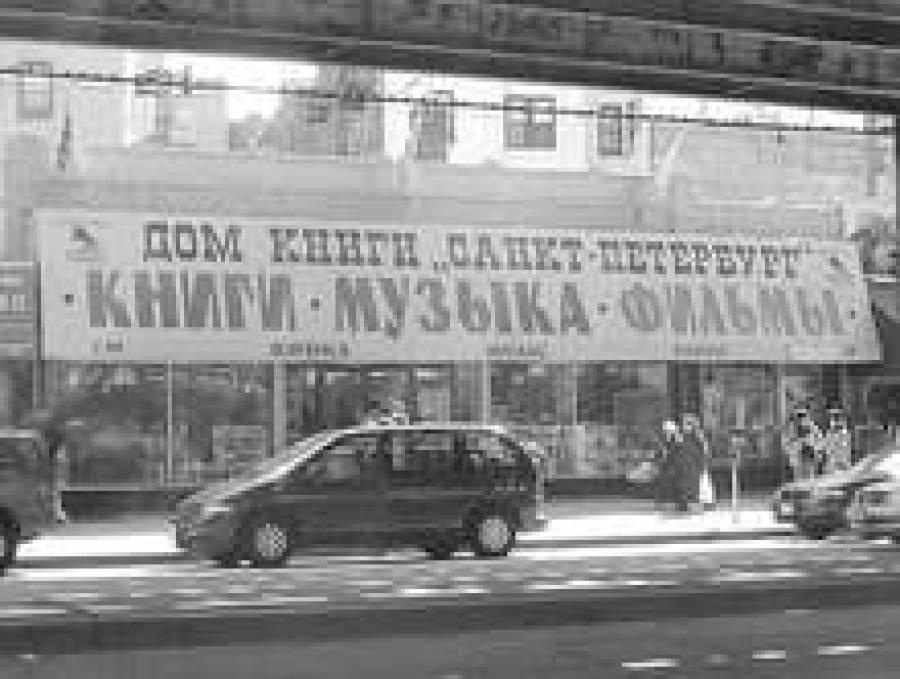 ДОМ КНИГИ „САНКТ-ПЕТЕРБУРГ"
· КНИГИ · МУЗЫКА · ФИЛЬМЫ ·